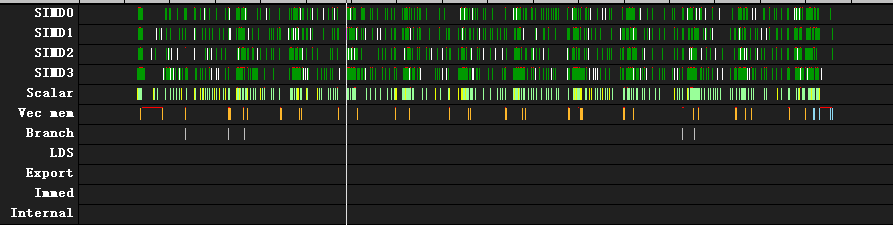 SIMD0
SIMD1
SIMD2
SIMD3
Scalar
Vec mem
Branch
LDS
Export
Immed
Internal